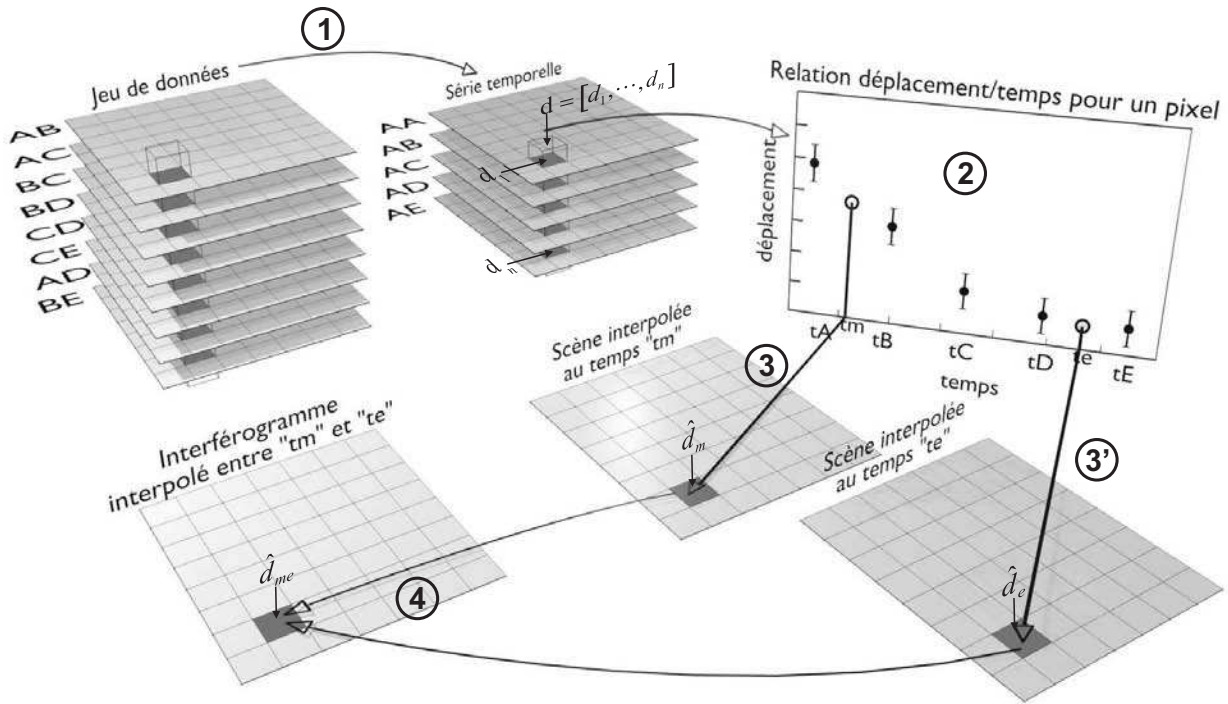 1
Jeu de données
AB
AC
BC
BD
CD
CE
AD
BE
Série temporelle
d = [d₁,…,dₙ]
AA
AB
AC
AD
AE
d₁
dₙ
Relation déplacement/temps pour un pixel
déplacement
2
tA
tm
tB
tC
tD
te
tE
temps
Scène interpolée
au temps "tm"
3
d̂ₘ
Scène interpolée
au temps "te"
3’
d̂ₑ
Interférogramme
interpolé entre "tm" et "te"
d̂ₘₑ
4